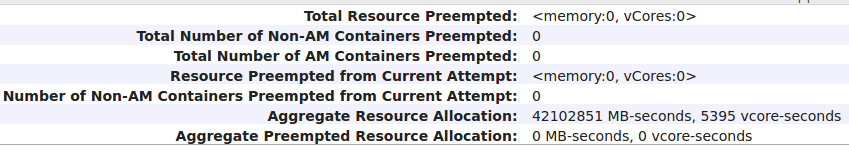 Total Resource Preempted: <memory:0, vCores:0>
Total Number of Non-AM Containers Preempted: 0
Total Number of AM Containers Preempted: 0
Resource Preempted from Current Attempt: <memory:0, vCores:0>
Number of Non-AM Containers Preempted from Current Attempt: 0
Aggregate Resource Allocation: 42102851 MB-seconds, 5395 vcore-seconds
Aggregate Preempted Resource Allocation: 0 MB-seconds, 0 vcore-seconds